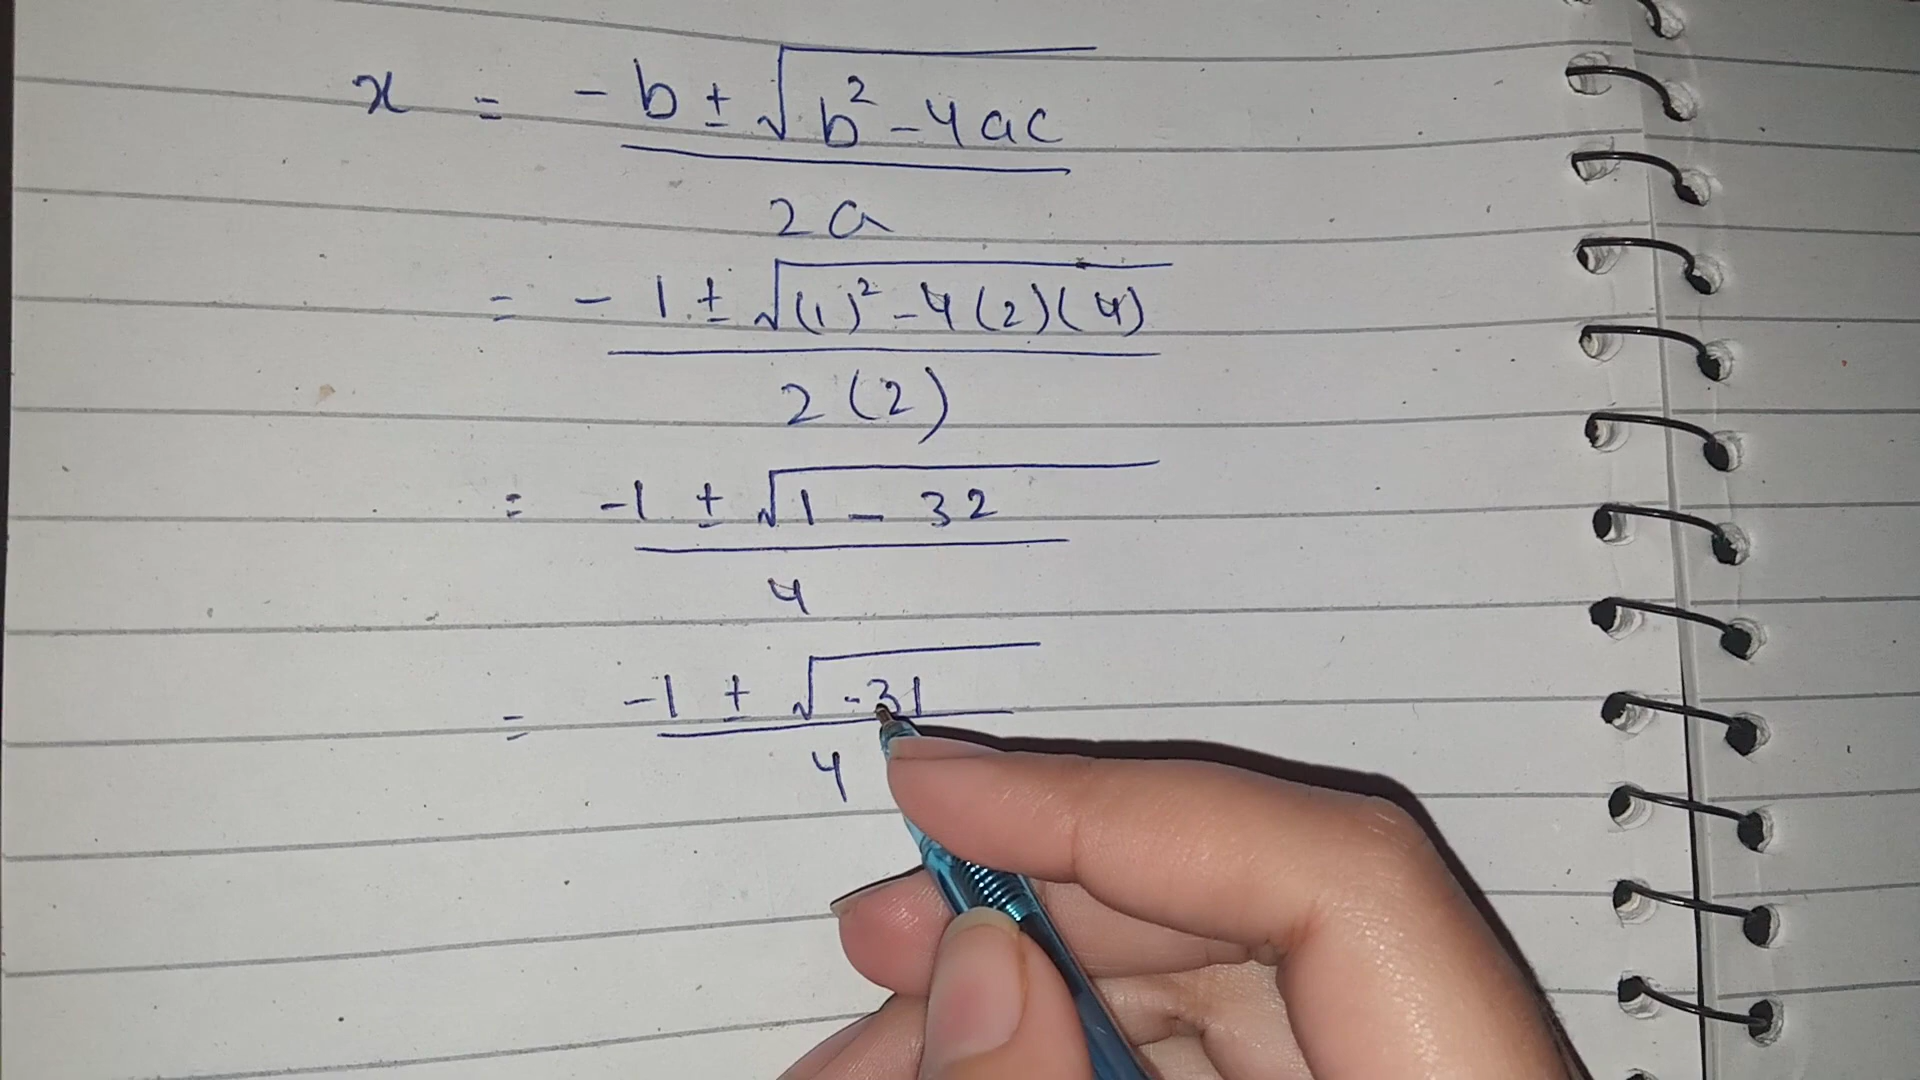 x = -b ± √b² - 4ac
2a
= -1 ± √(1)² - 4(2)(4)
2(2)
= -1 ± √1 - 32
4
= -1 ± √-31
4